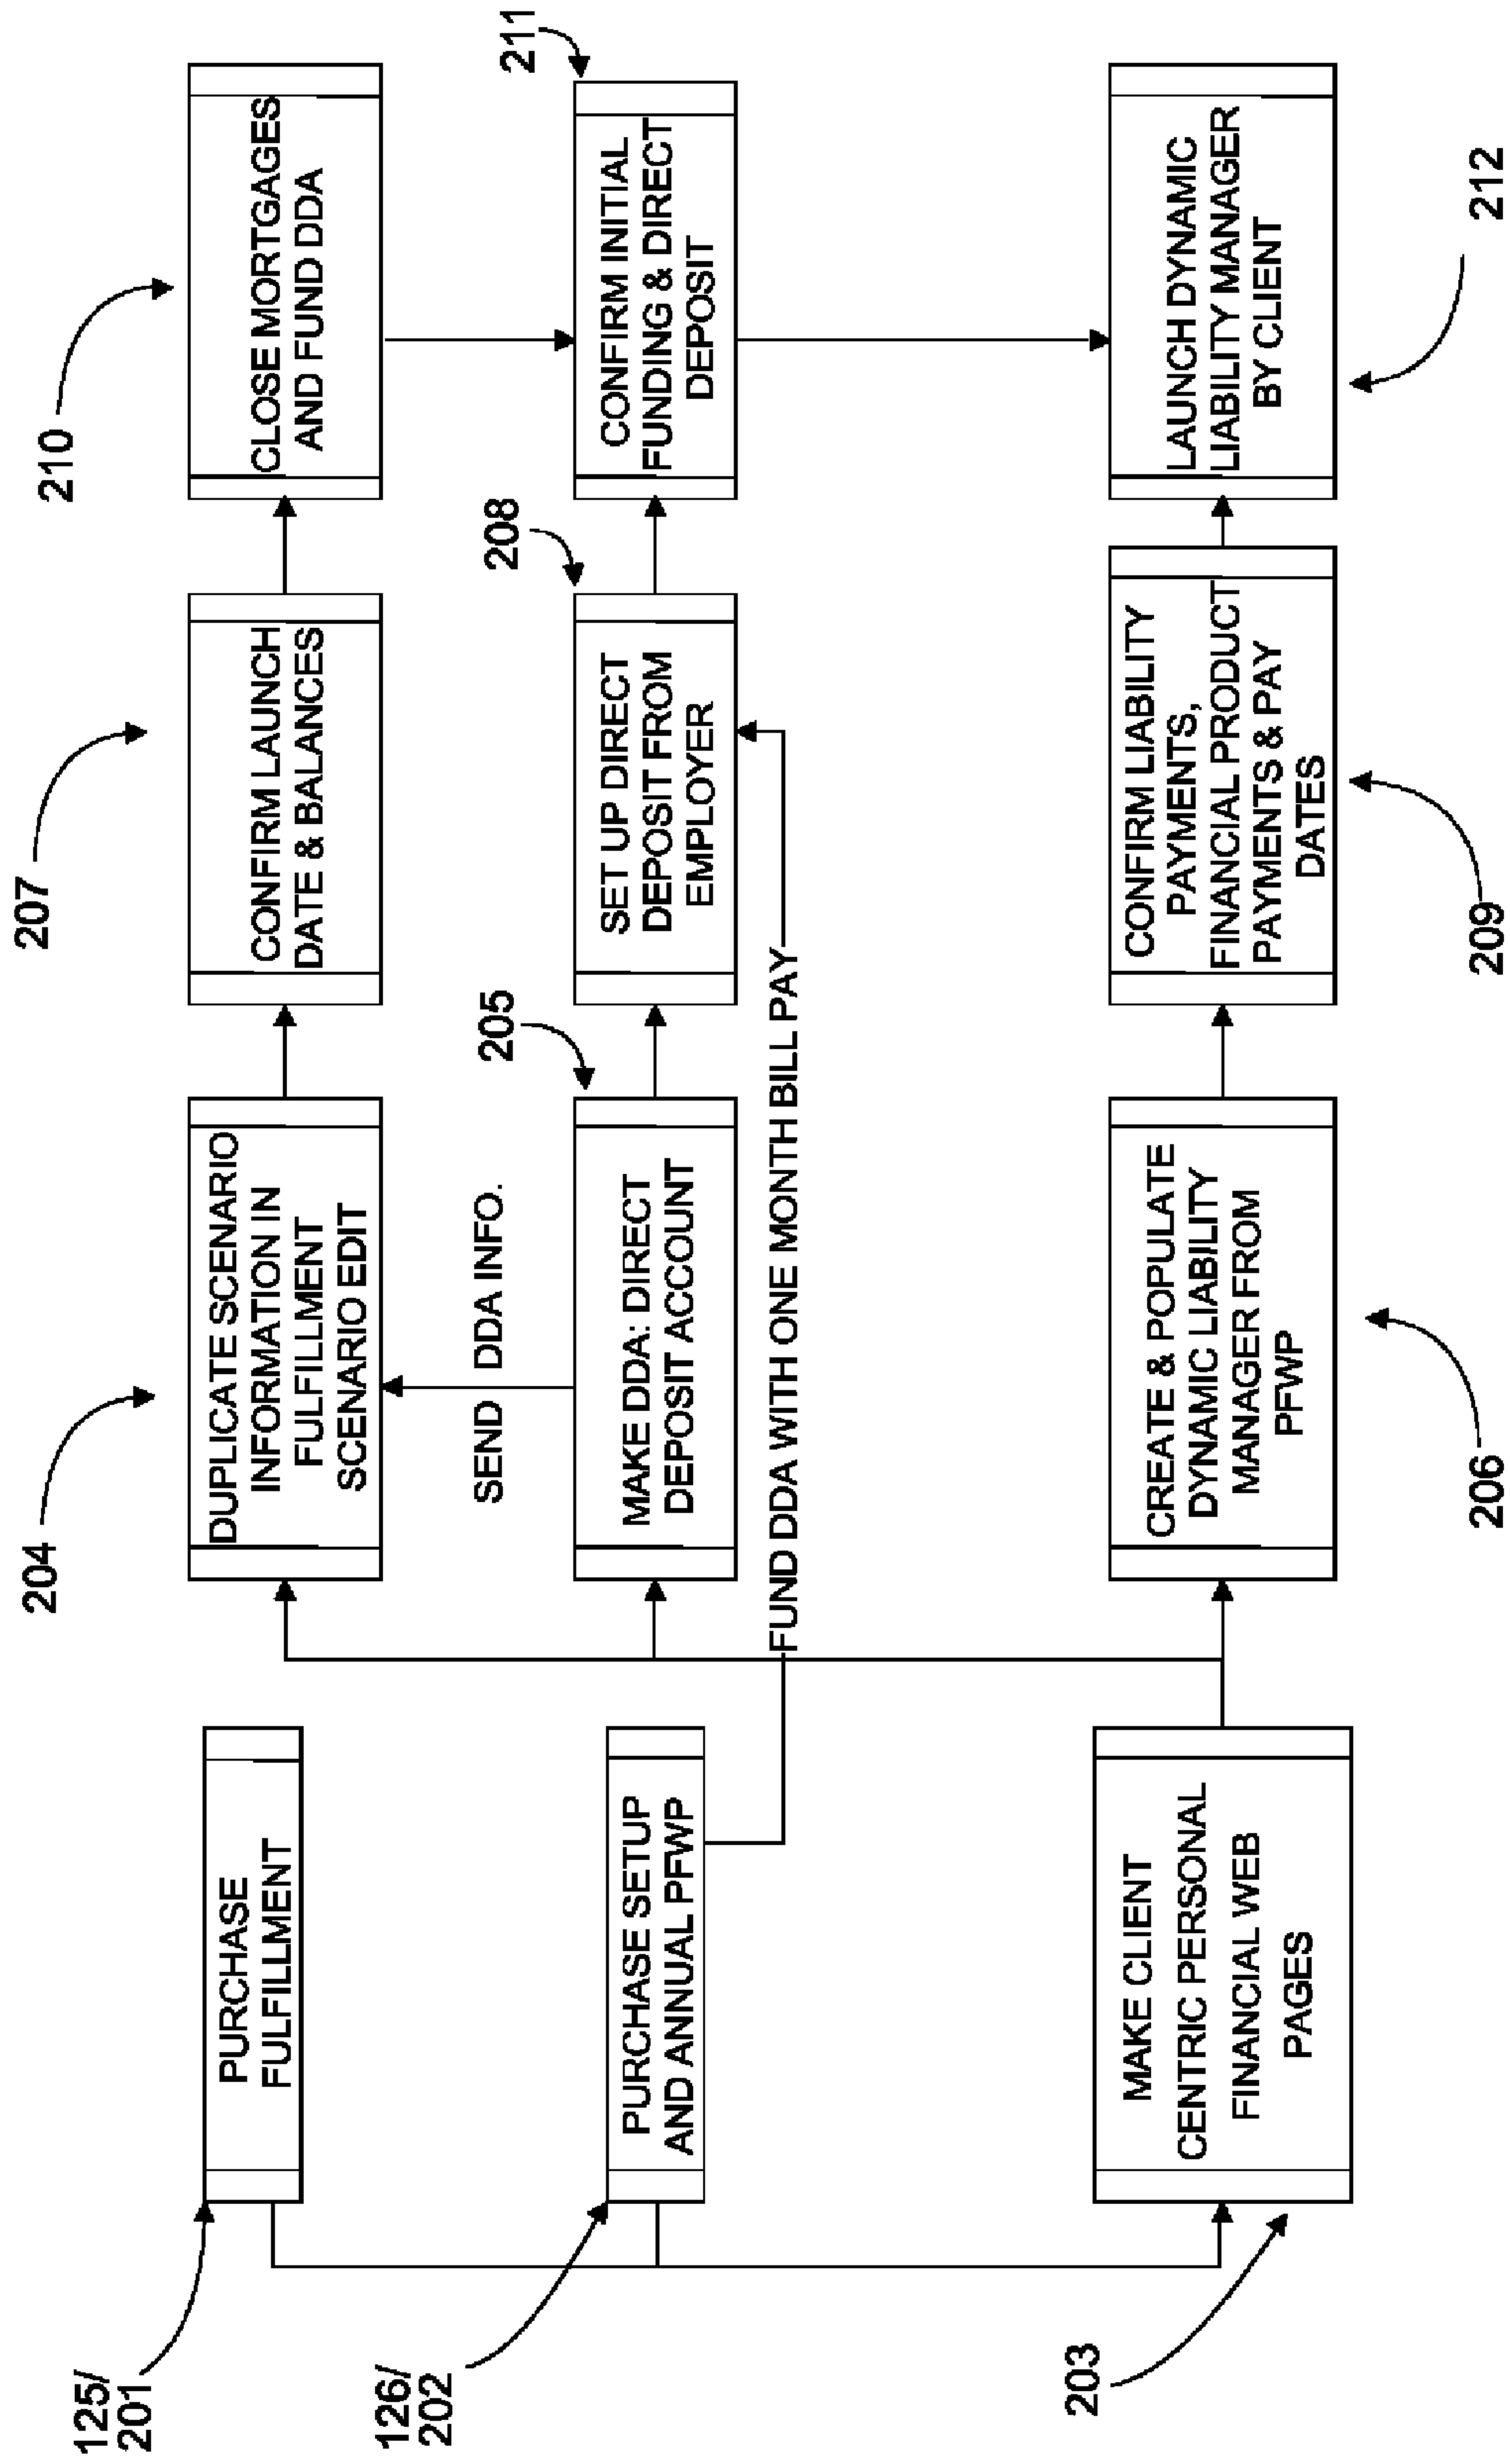 125/
201
PURCHASE
FULFILLMENT
126/
202
PURCHASE SETUP
AND ANNUAL PFWP
203
MAKE CLIENT
CENTRIC PERSONAL
FINANCIAL WEB
PAGES
204
DUPLICATE SCENARIO
INFORMATION IN
FULFILLMENT
SCENARIO EDIT
SEND DDA INFO.
205
MAKE DDA: DIRECT
DEPOSIT ACCOUNT
FUND DDA WITH ONE MONTH BILL PAY
206
CREATE & POPULATE
DYNAMIC LIABILITY
MANAGER FROM
PFWP
207
CONFIRM LAUNCH
DATE & BALANCES
208
SET UP DIRECT
DEPOSIT FROM
EMPLOYER
209
CONFIRM LIABILITY
PAYMENTS,
FINANCIAL PRODUCT
PAYMENTS & PAY
DATES
210
CLOSE MORTGAGES
AND FUND DDA
211
CONFIRM INITIAL
FUNDING & DIRECT
DEPOSIT
212
LAUNCH DYNAMIC
LIABILITY MANAGER
BY CLIENT